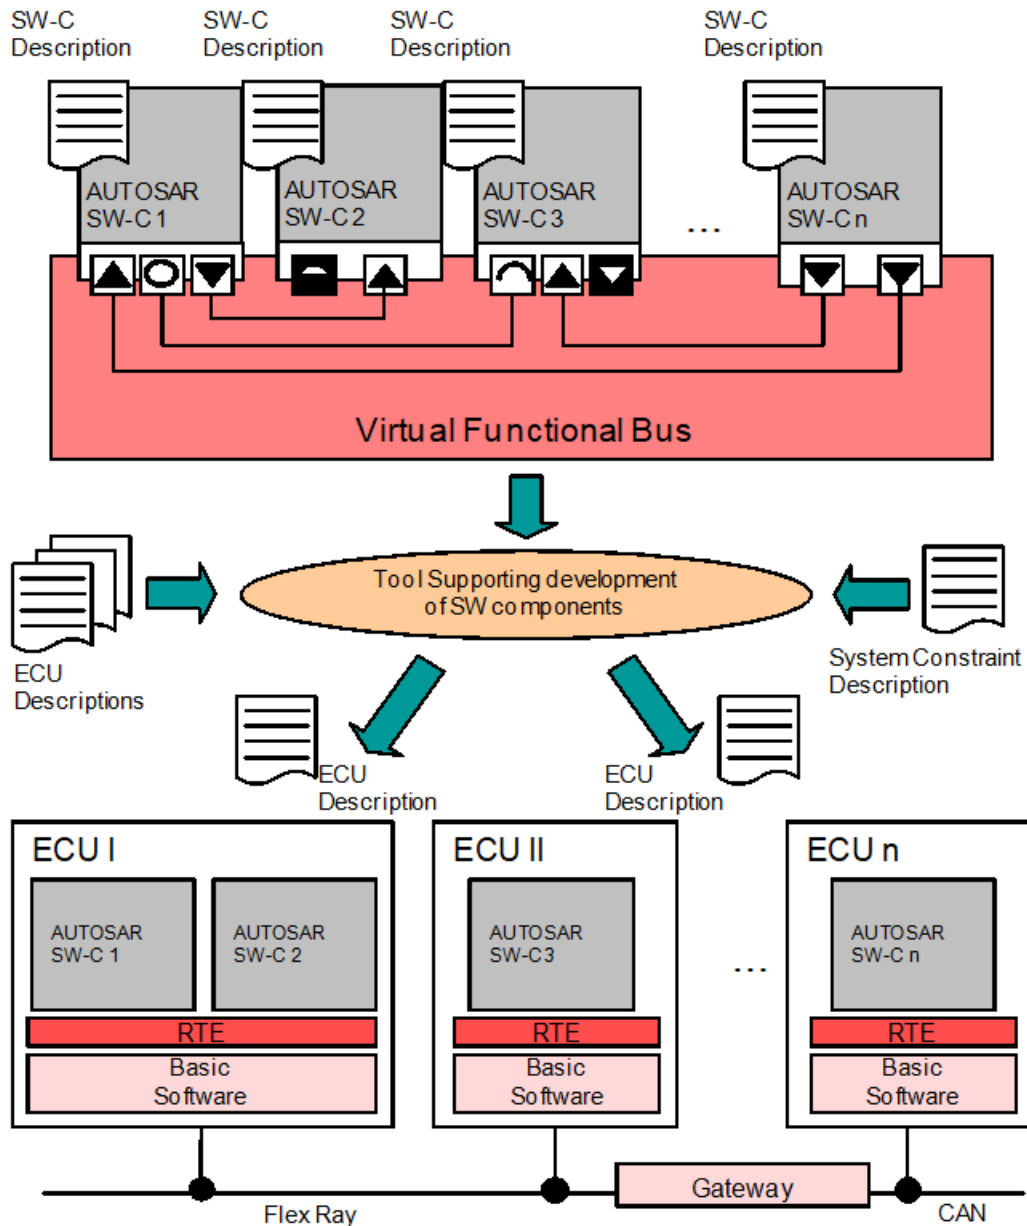 SW-C
Description
SW-C
Description
SW-C
Description
SW-C
Description
AUTOSAR
SW-C 1
AUTOSAR
SW-C 2
AUTOSAR
SW-C 3
...
AUTOSAR
SW-C n
Virtual Functional Bus
Tool Supporting development
of SW components
ECU
Descriptions
System Constraint
Description
ECU
Description
ECU
Description
ECU I
AUTOSAR
SW-C 1
AUTOSAR
SW-C 2
RTE
Basic
Software
ECU II
AUTOSAR
SW-C3
RTE
Basic
Software
...
ECU n
AUTOSAR
SW-C n
RTE
Basic
Software
Gateway
Flex Ray
CAN